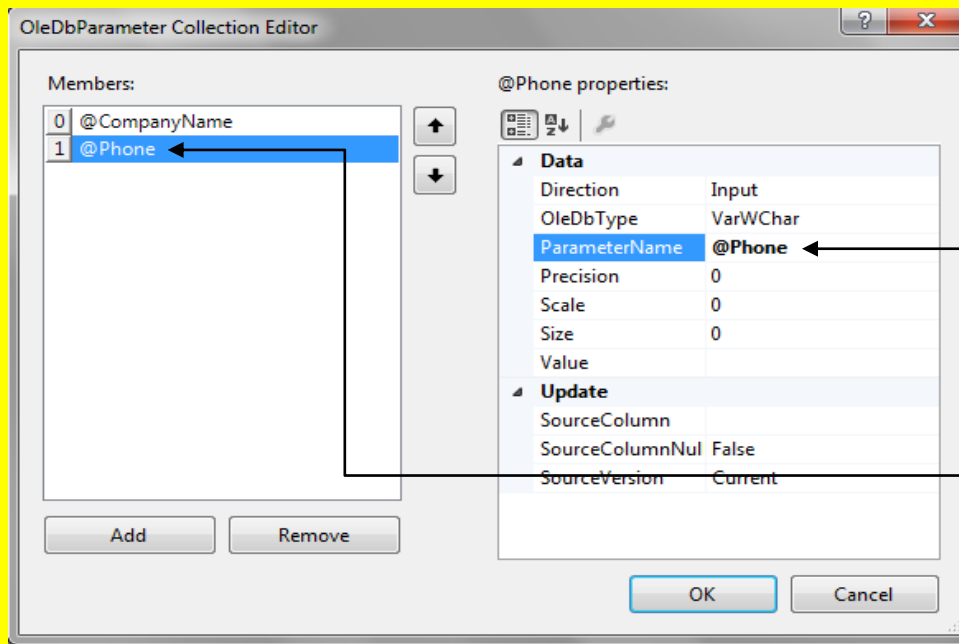 OleDbParameter Collection Editor
?
X
Members:
@Phone properties:
0 @CompanyName
1 @Phone
A
Z
Data
Direction Input
OleDbType VarWChar
ParameterName @Phone
Precision 0
Scale 0
Size 0
Value
Update
SourceColumn
SourceColumnNul False
SourceVersion Current
Add
Remove
OK
Cancel